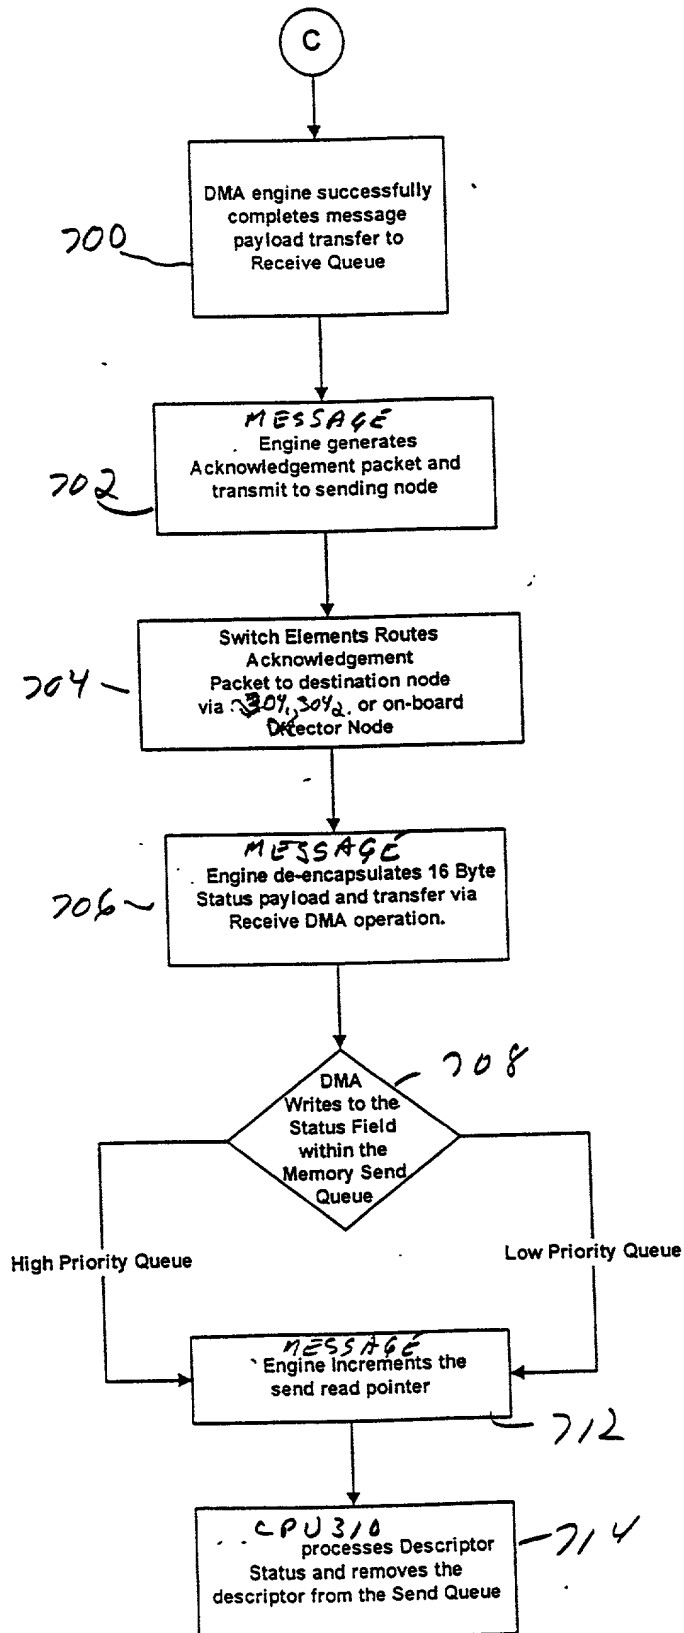 C
DMA engine successfully
completes message
payload transfer to
Receive Queue
700
MESSAGE
Engine generates
Acknowledgement packet and
transmit to sending node
702
Switch Elements Routes
Acknowledgement
Packet to destination node
via 304₁, 304₂. or on-board
Director Node
704
MESSAGE
Engine de-encapsulates 16 Byte
Status payload and transfer via
Receive DMA operation.
706
708
DMA
Writes to the
Status Field
within the
Memory Send
Queue
High Priority Queue
Low Priority Queue
MESSAGE
Engine Increments the
send read pointer
712
CPU 310
processes Descriptor
Status and removes the
descriptor from the Send Queue
714